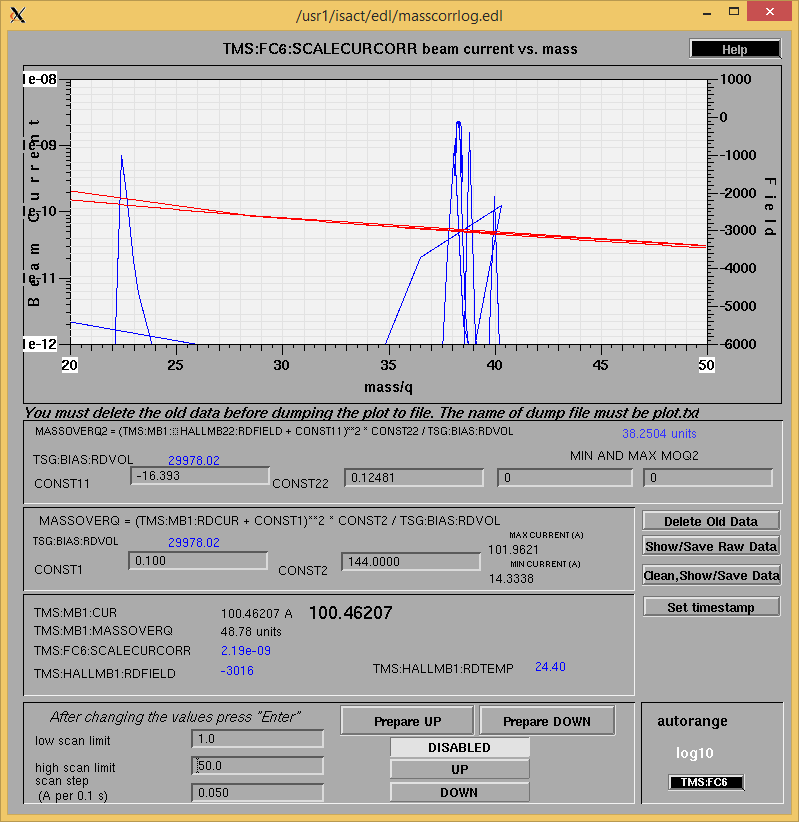 /usr1/isact/edl/masscorrlog.edl
TMS:FC6:SCALECURCORR beam current vs. mass
Help
1e-08
1e-09
1e-10
1e-11
1e-12
Beam Current
1000
0
-1000
-2000
-3000
-4000
-5000
-6000
Field
20 25 30 35 40 45 50
mass/q
You must delete the old data before dumping the plot to file. The name of dump file must be plot.txt
MASSOVERQ2 = (TMS:MB1:HALLMB22:RDFIELD + CONST11)**2 * CONST22 / TSG:BIAS:RDVOL
38.2504 units
TSG:BIAS:RDVOL 29978.02
MIN AND MAX MOQ2
CONST11 -16.393 CONST22 0.12481 0 0
MASSOVERQ = (TMS:MB1:RDCUR + CONST1)**2 * CONST2 / TSG:BIAS:RDVOL
TSG:BIAS:RDVOL 29978.02
MAX CURRENT (A)
101.9621
CONST1 0.100 CONST2 144.0000
MIN CURRENT (A)
14.3338
Delete Old Data
Show/Save Raw Data
Clean,Show/Save Data
Set timestamp
TMS:MB1:CUR 100.46207 A 100.46207
TMS:MB1:MASSOVERQ 48.78 units
TMS:FC6:SCALECURCORR 2.19e-09
TMS:HALLMB1:RDFIELD -3016
TMS:HALLMB1:RDTEMP 24.40
After changing the values press "Enter"
low scan limit 1.0
high scan limit 50.0
scan step
(A per 0.1 s) 0.050
Prepare UP
Prepare DOWN
DISABLED
UP
DOWN
autorange
log10
TMS:FC6